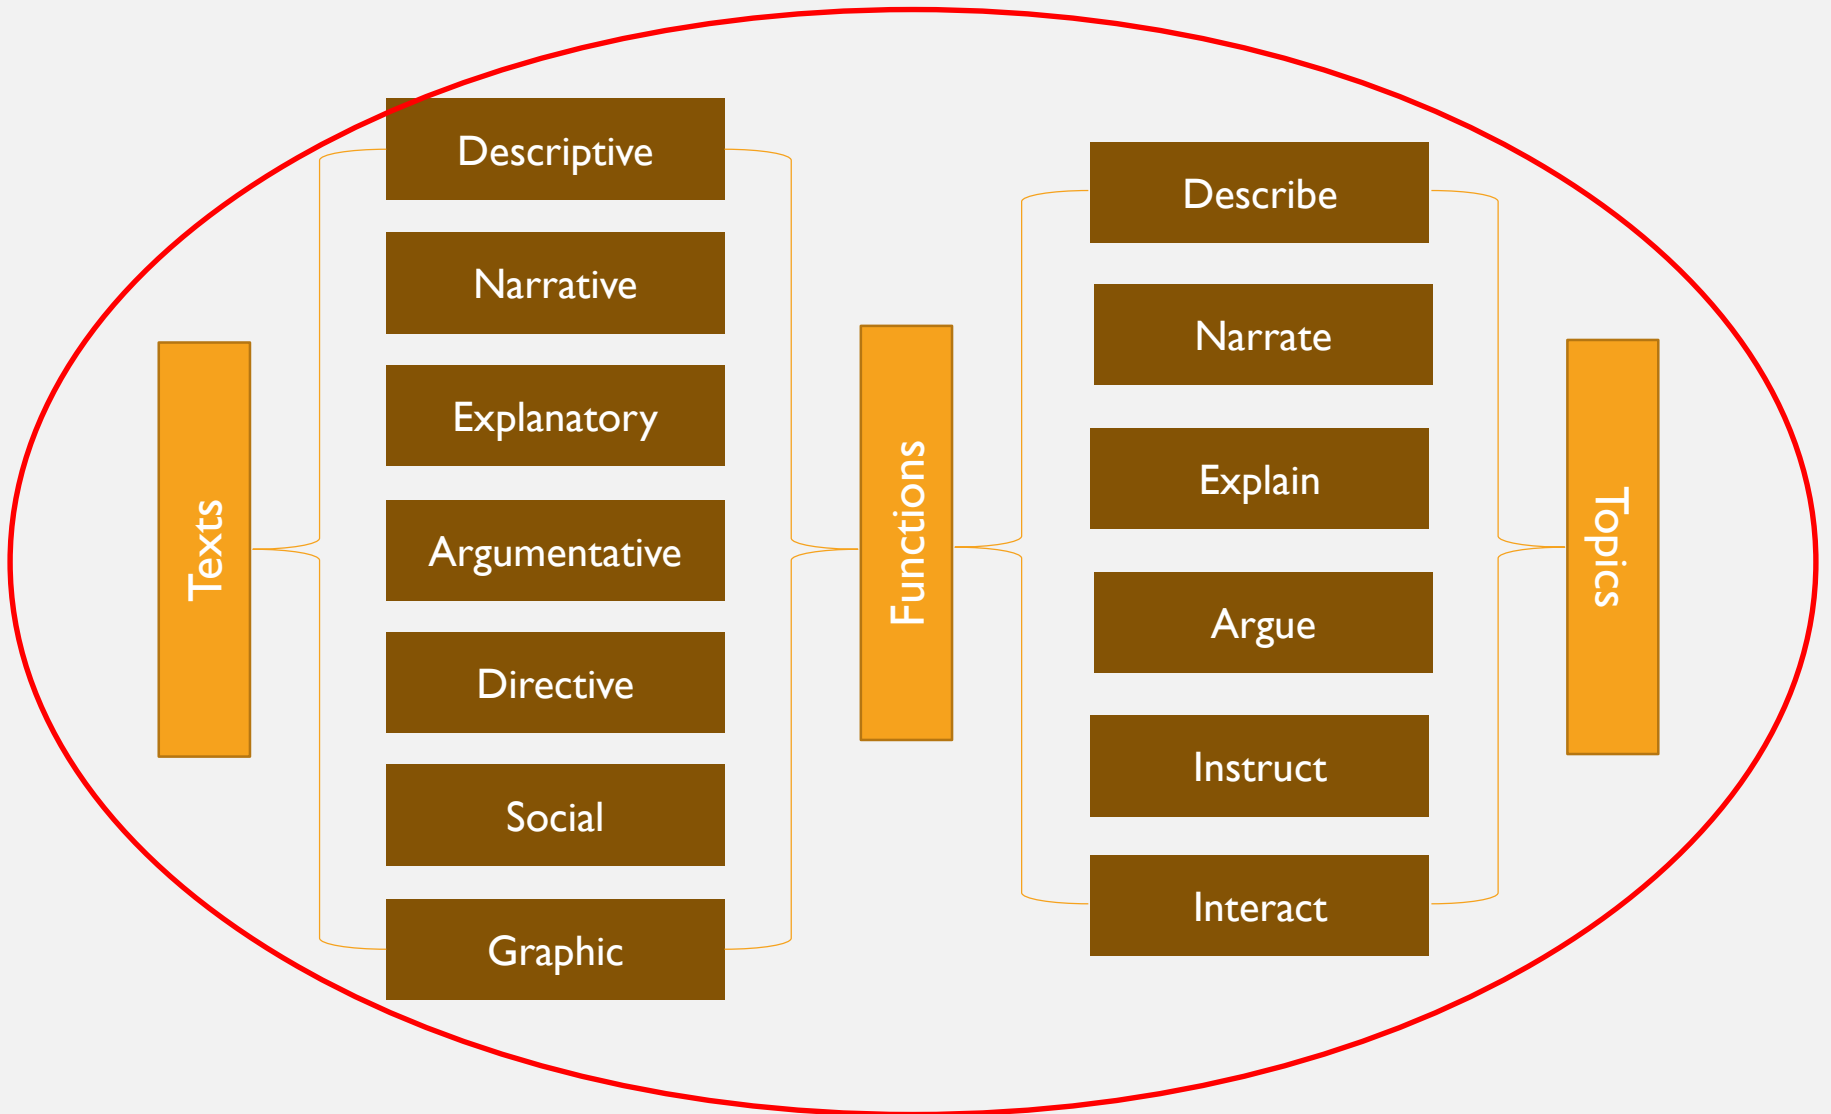 Texts
Descriptive
Narrative
Explanatory
Argumentative
Directive
Social
Graphic
Functions
Describe
Narrate
Explain
Argue
Instruct
Interact
Topics